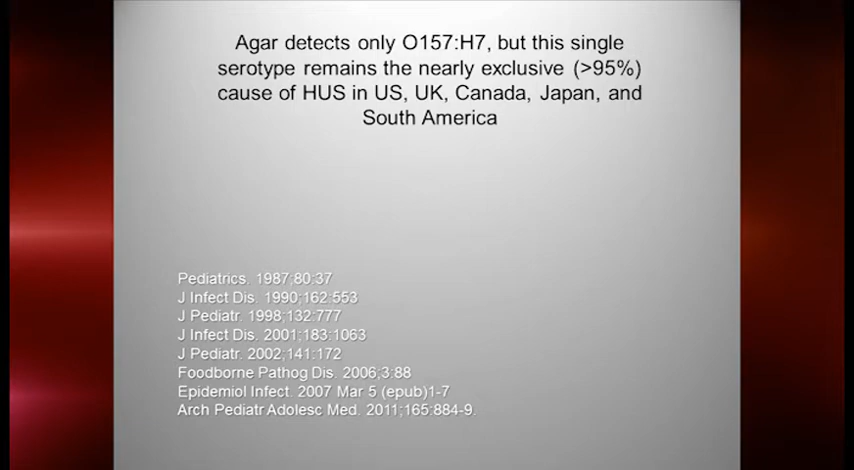 Agar detects only O157:H7, but this single
serotype remains the nearly exclusive (>95%)
cause of HUS in US, UK, Canada, Japan, and
South America
Pediatrics. 1987;80:37
J Infect Dis. 1990;162:553
J Pediatr. 1998;132:777
J Infect Dis. 2001;183:1063
J Pediatr. 2002;141:172
Foodborne Pathog Dis. 2006;3:88
Epidemiol Infect. 2007 Mar 5 (epub)1-7
Arch Pediatr Adolesc Med. 2011;165:884-9.